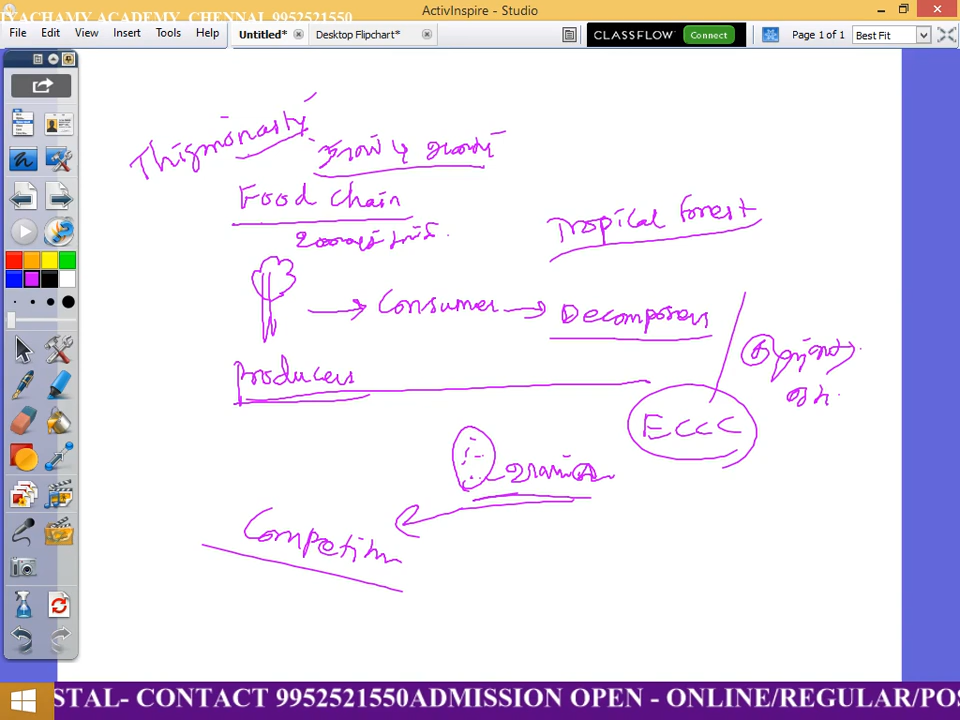 IYACHAMY ACADEMY, CHENNAI 9952521550
ActivInspire - Studio
File Edit View Insert Tools Help
Untitled* Desktop Flipchart*
CLASSFLOW Connect
Page 1 of 1 Best Fit
Thigmonasty
Food Chain
Tropical forest
Consumer
Decomposers
Producers
ECCC
Competition
STAL- CONTACT 9952521550ADMISSION OPEN - ONLINE/REGULAR/POS